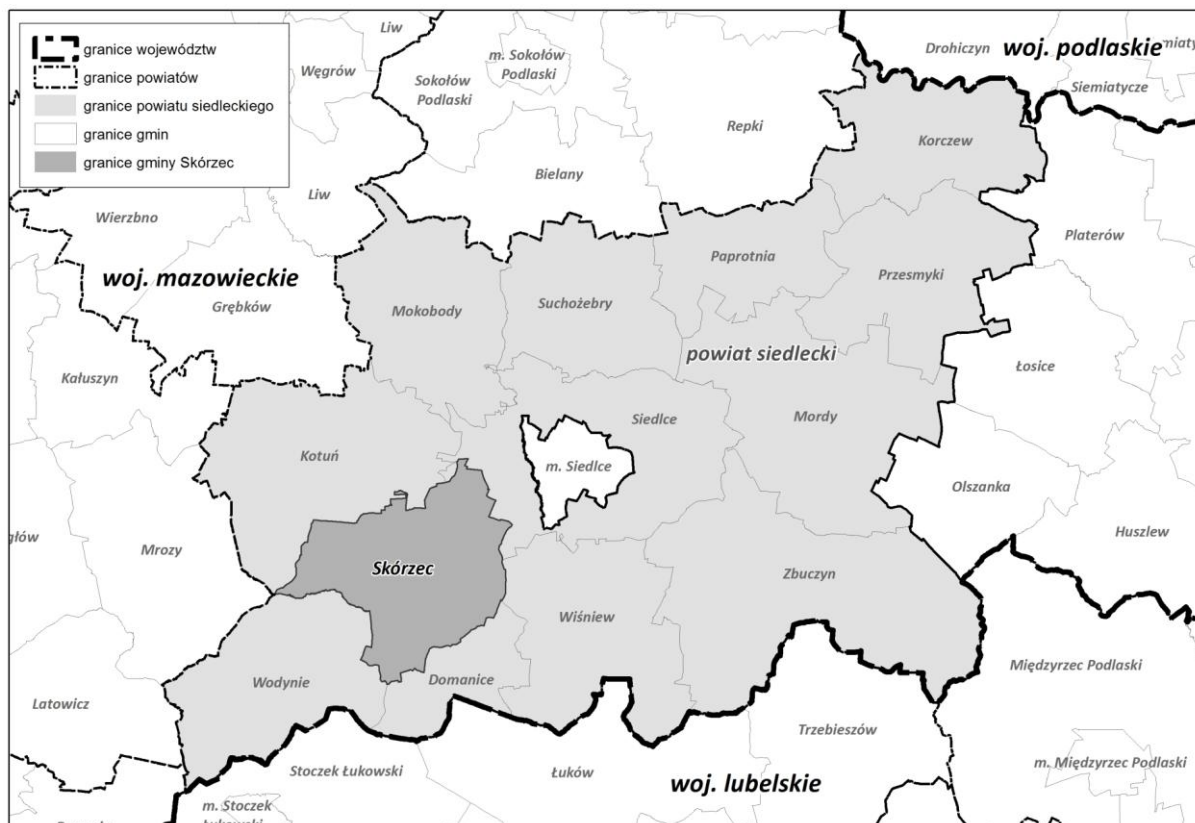 granice województw
granice powiatów
granice powiatu siedleckiego
granice gmin
granice gminy Skórzec
Liw
Węgrów
m. Sokołów
Podlaski
Sokołów
Podlaski
Drohiczyn
woj. podlaskie
Siemiatycze
Repki
Korczew
Bielany
Liw
Wierzbno
Platerów
woj. mazowieckie
Grębków
Paprotnia
Przesmyki
Mokobody
Suchożebry
powiat siedlecki
Kałuszyn
Łosice
Siedlce
Mordy
Kotuń
m. Siedlce
Olszanka
Huszlew
Mrozy
Skórzec
Zbuczyn
Wiśniew
Międzyrzec Podlaski
Wodynie
Domanice
Latowicz
Trzebieszów
Stoczek Łukowski
Łuków
woj. lubelskie
m. Międzyrzec Podlaski
m. Stoczek